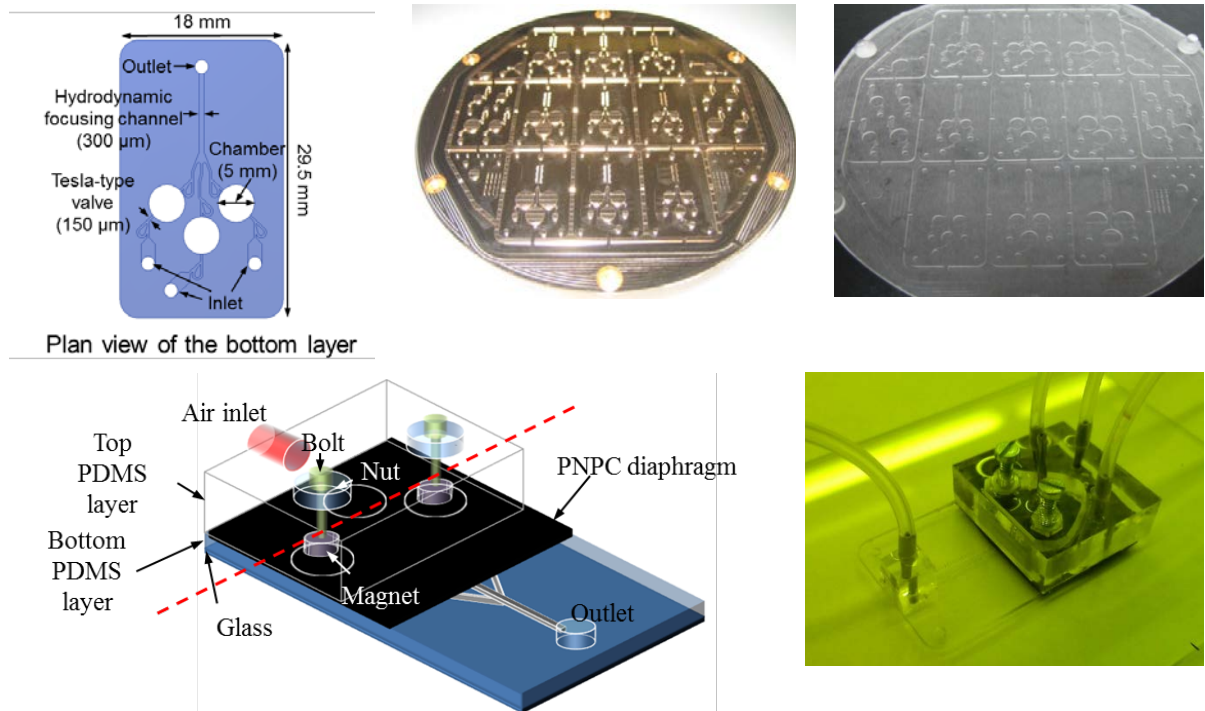 18 mm
Outlet
Hydrodynamic
focusing channel
(300 µm)
29.5 mm
Chamber
(5 mm)
Tesla-type
valve
(150 µm)
Inlet
Plan view of the bottom layer
Air inlet
Bolt
Top
PDMS
layer
Nut
PNPC diaphragm
Bottom
PDMS
layer
Magnet
Glass
Outlet